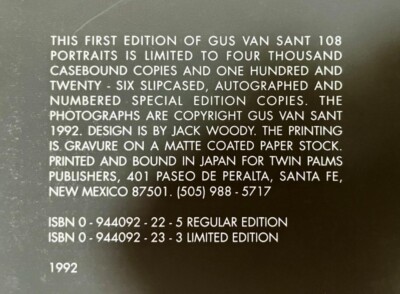 THIS FIRST EDITION OF GUS VAN SANT 108
PORTRAITS IS LIMITED TO FOUR THOUSAND
CASEBOUND COPIES AND ONE HUNDRED AND
TWENTY - SIX SLIPCASED, AUTOGRAPHED AND
NUMBERED SPECIAL EDITION COPIES. THE
PHOTOGRAPHS ARE COPYRIGHT GUS VAN SANT
1992. DESIGN IS BY JACK WOODY. THE PRINTING
IS GRAVURE ON A MATTE COATED PAPER STOCK.
PRINTED AND BOUND IN JAPAN FOR TWIN PALMS
PUBLISHERS, 401 PASEO DE PERALTA, SANTA FE,
NEW MEXICO 87501. (505) 988 - 5717
ISBN 0 - 944092 - 22 - 5 REGULAR EDITION
ISBN 0 - 944092 - 23 - 3 LIMITED EDITION
1992